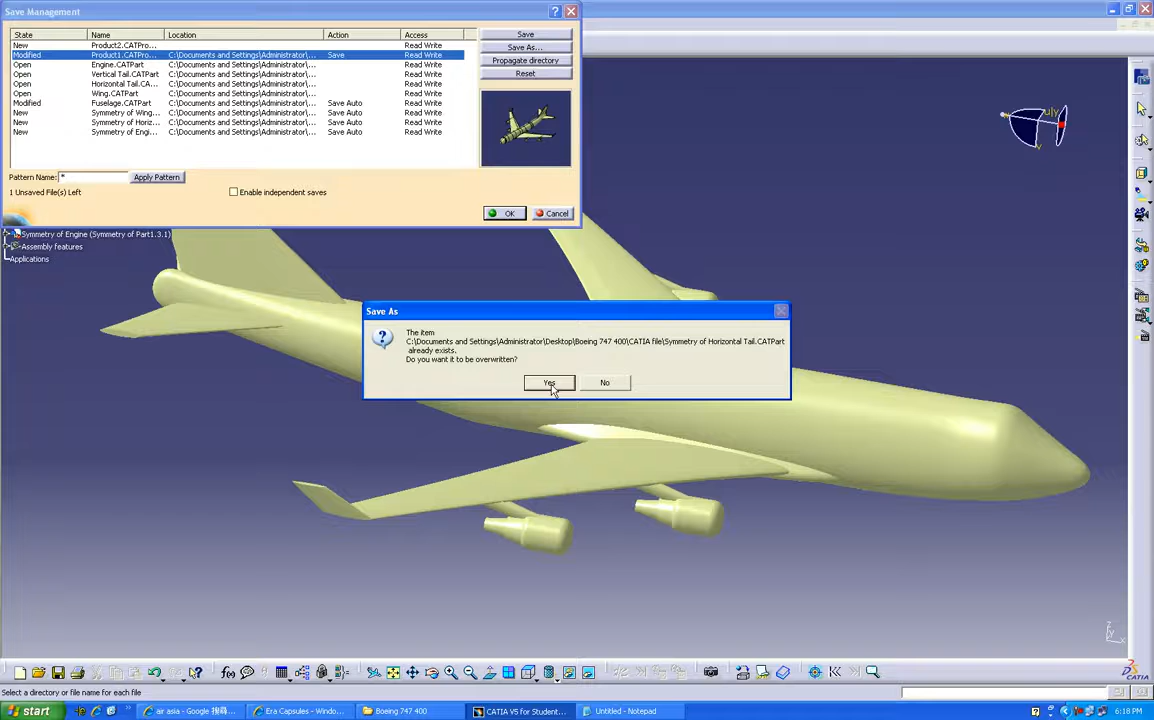 Save Management
State Name Location Action Access
New Product2.CATPro... Read Write
Modified Product1.CATPro... C:\Documents and Settings\Administrator\... Save Read Write
Open Engine.CATPart C:\Documents and Settings\Administrator\... Read Write
Open Vertical Tail.CATPart C:\Documents and Settings\Administrator\... Read Write
Open Horizontal Tail.CA... C:\Documents and Settings\Administrator\... Read Write
Open Wing.CATPart C:\Documents and Settings\Administrator\... Read Write
Modified Fuselage.CATPart C:\Documents and Settings\Administrator\... Save Auto Read Write
New Symmetry of Wing... C:\Documents and Settings\Administrator\... Save Auto Read Write
New Symmetry of Horiz... C:\Documents and Settings\Administrator\... Save Auto Read Write
New Symmetry of Engi... C:\Documents and Settings\Administrator\... Save Auto Read Write
Save
Save As...
Propagate directory
Reset
Pattern Name: * Apply Pattern
1 Unsaved File(s) Left
Enable independent saves
OK Cancel
Symmetry of Engine (Symmetry of Part1.3.1)
Assembly features
Applications
Save As
The item
C:\Documents and Settings\Administrator\Desktop\Boeing 747 400\CATIA file\Symmetry of Horizontal Tail.CATPart
already exists.
Do you want it to be overwritten?
Yes No
CATIA
Select a directory or file name for each file
start air asia - Google 搜尋... Era Capsules - Windo... Boeing 747 400 CATIA V5 for Student... Untitled - Notepad 6:18 PM